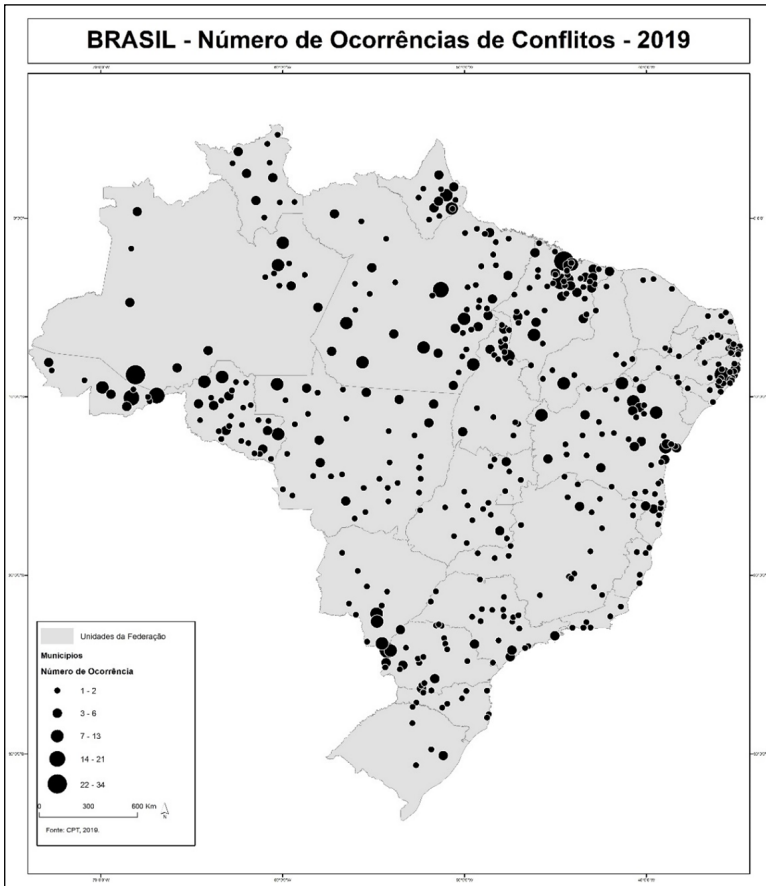 BRASIL - Número de Ocorrências de Conflitos - 2019
Unidades da Federação
Municípios
Número de Ocorrência
1 - 2
3 - 6
7 - 13
14 - 21
22 - 34
0 300 600 Km
Fonte: CPT, 2019.